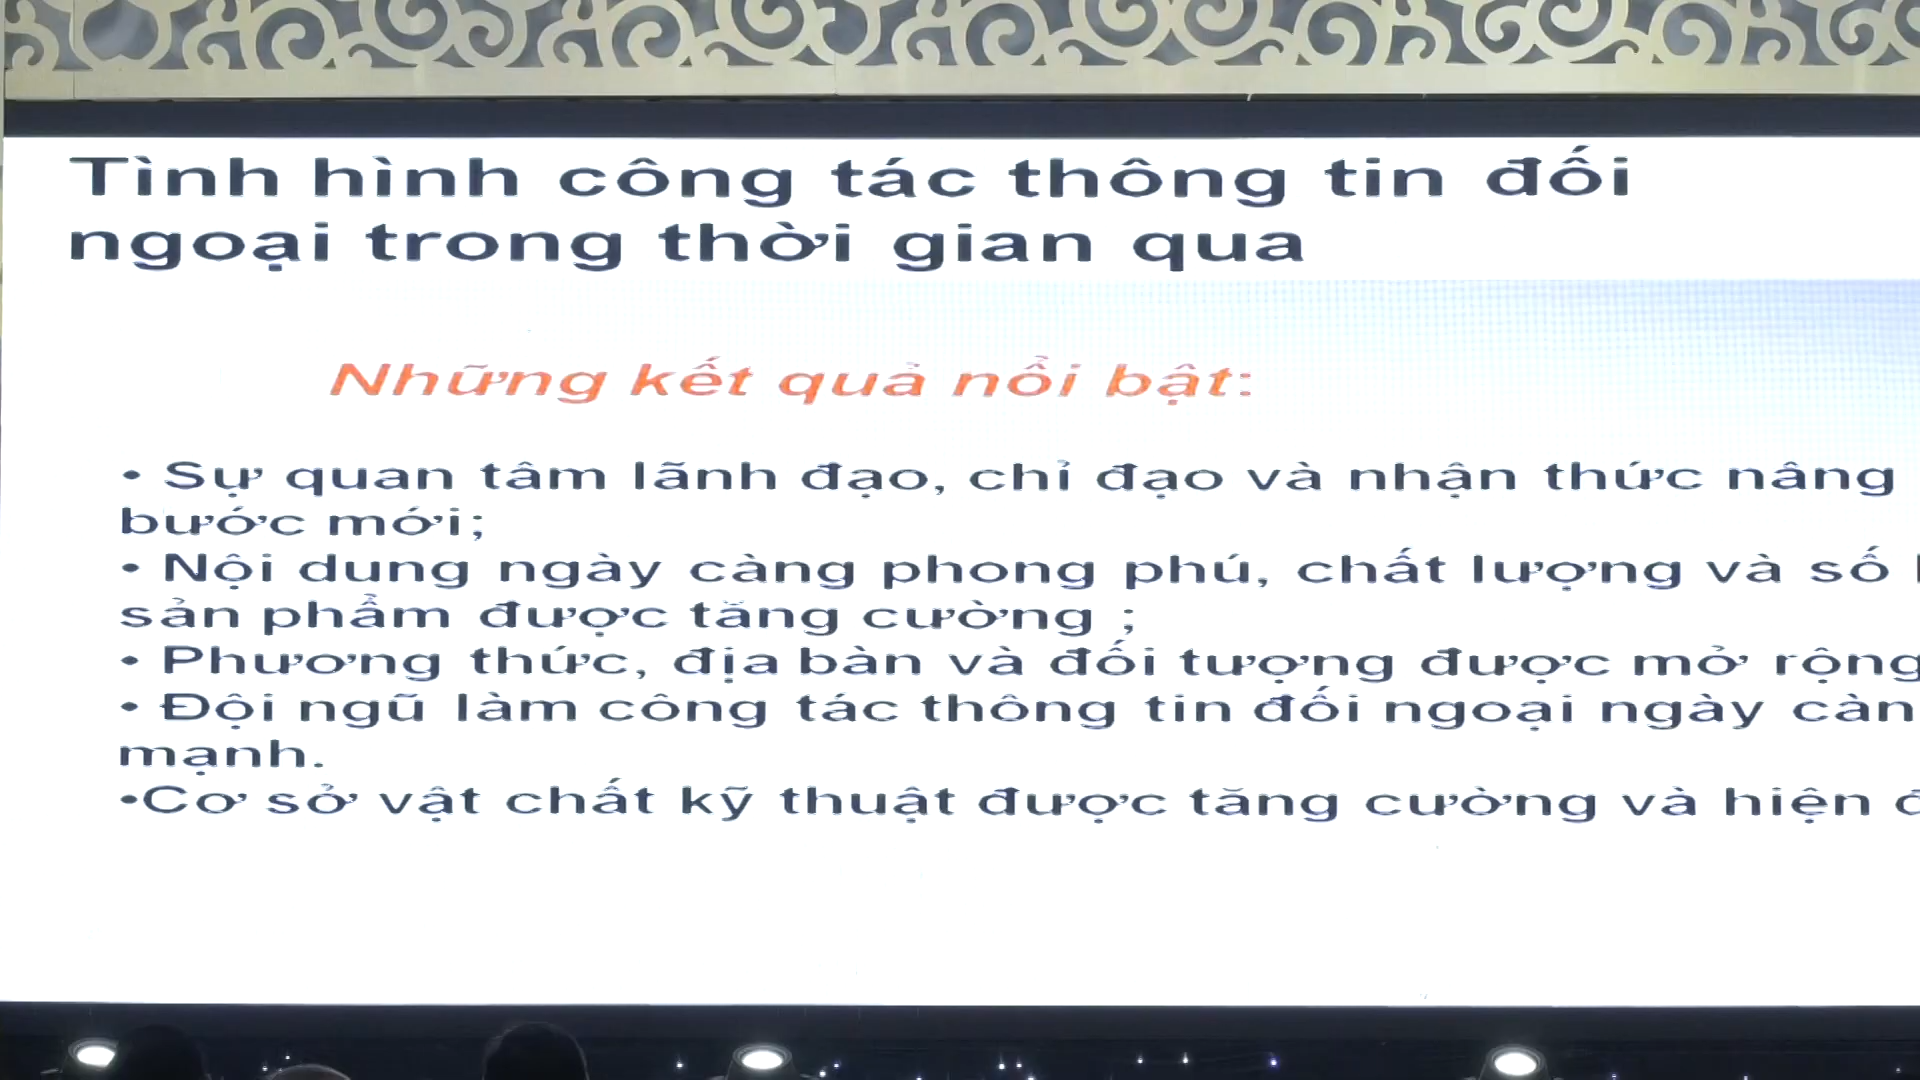 Tình hình công tác thông tin đối
ngoại trong thời gian qua
Những kết quả nổi bật:
• Sự quan tâm lãnh đạo, chỉ đạo và nhận thức nâng
bước mới;
• Nội dung ngày càng phong phú, chất lượng và số
sản phẩm được tăng cường ;
• Phương thức, địa bàn và đối tượng được mở rộng
• Đội ngũ làm công tác thông tin đối ngoại ngày càn
mạnh.
•Cơ sở vật chất kỹ thuật được tăng cường và hiện